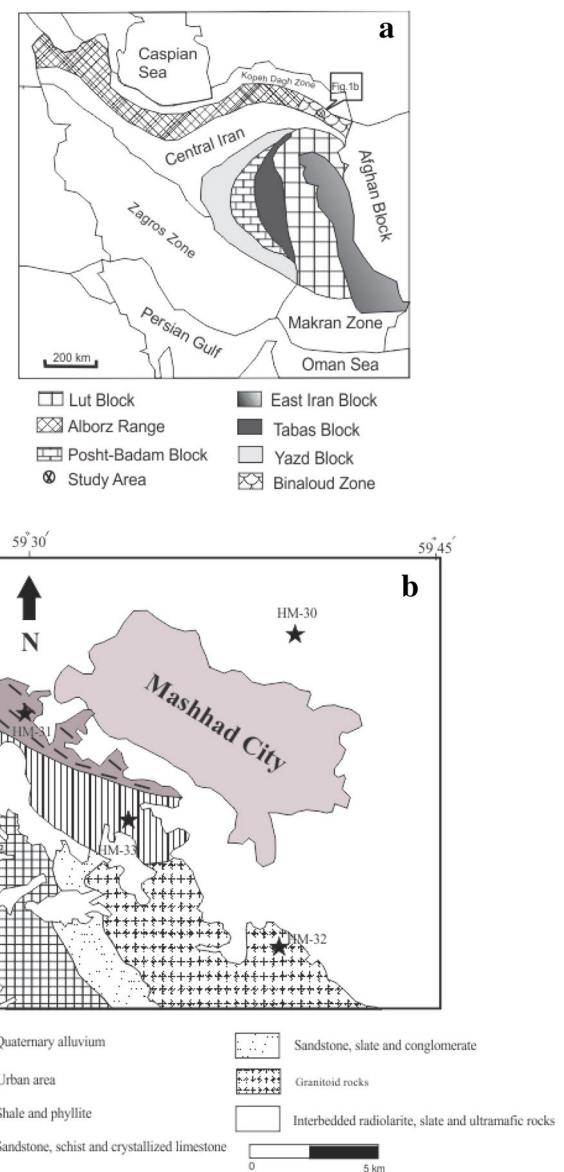 a
Caspian
Sea
Kopeh Dagh Zone
Fig.1b
Central Iran
Afghan Block
Zagros Zone
Persian Gulf
Makran Zone
Oman Sea
200 km
Lut Block
East Iran Block
Alborz Range
Tabas Block
Posht-Badam Block
Yazd Block
Study Area
Binaloud Zone
59°30′
59°45′
b
N
HM-30
Mashhad City
HM-31
HM-33
HM-32
Quaternary alluvium
Sandstone, slate and conglomerate
Urban area
Granitoid rocks
Shale and phyllite
Interbedded radiolarite, slate and ultramafic rocks
Sandstone, schist and crystallized limestone
0
5 km